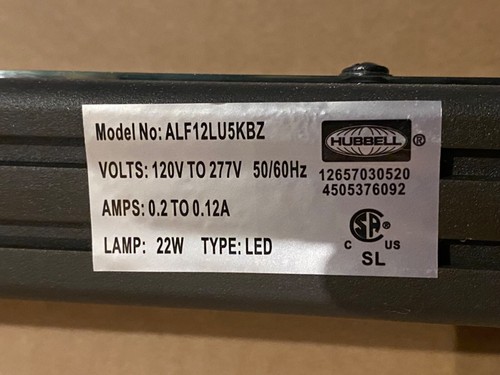 Model No: ALF12LU5KBZ
HUBBELL ®
VOLTS: 120V TO 277V 50/60Hz
12657030520
4505376092
AMPS: 0.2 TO 0.12A
LAMP: 22W TYPE: LED
SA ®
C US
SL